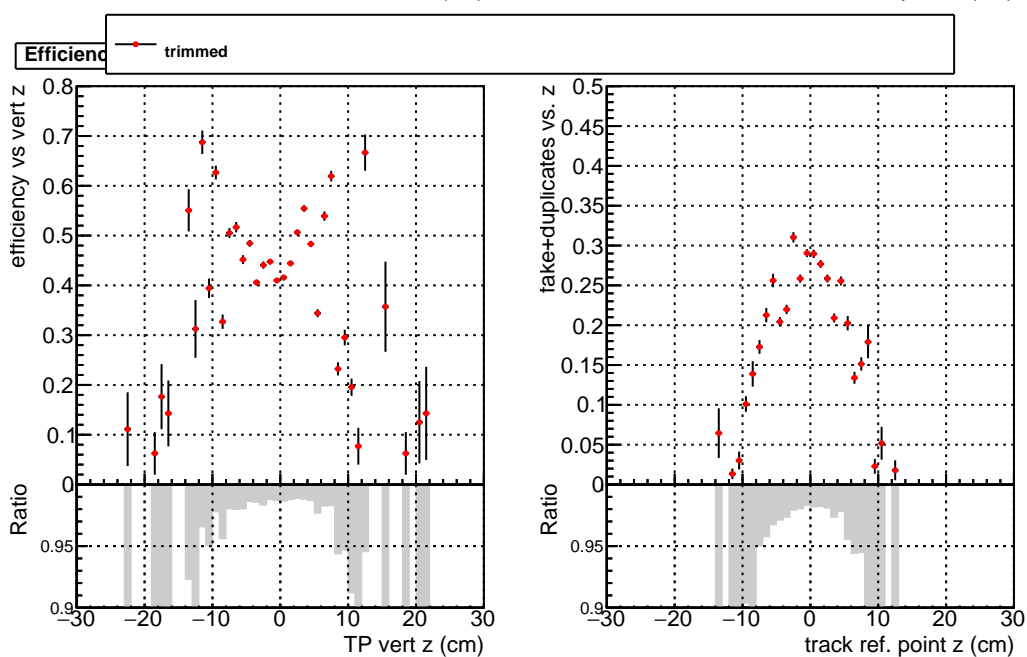 trimmed
Efficienc
efficiency vs vert z
0.8
0.7
0.6
0.5
0.4
0.3
0.2
0.1
0
Ratio
0.95
0.9
−30 −20 −10 0 10 20 30
TP vert z (cm)
fake+duplicates vs. z
0.5
0.45
0.4
0.35
0.3
0.25
0.2
0.15
0.1
0.05
0
Ratio
0.95
0.9
−30 −20 −10 0 10 20 30
track ref. point z (cm)